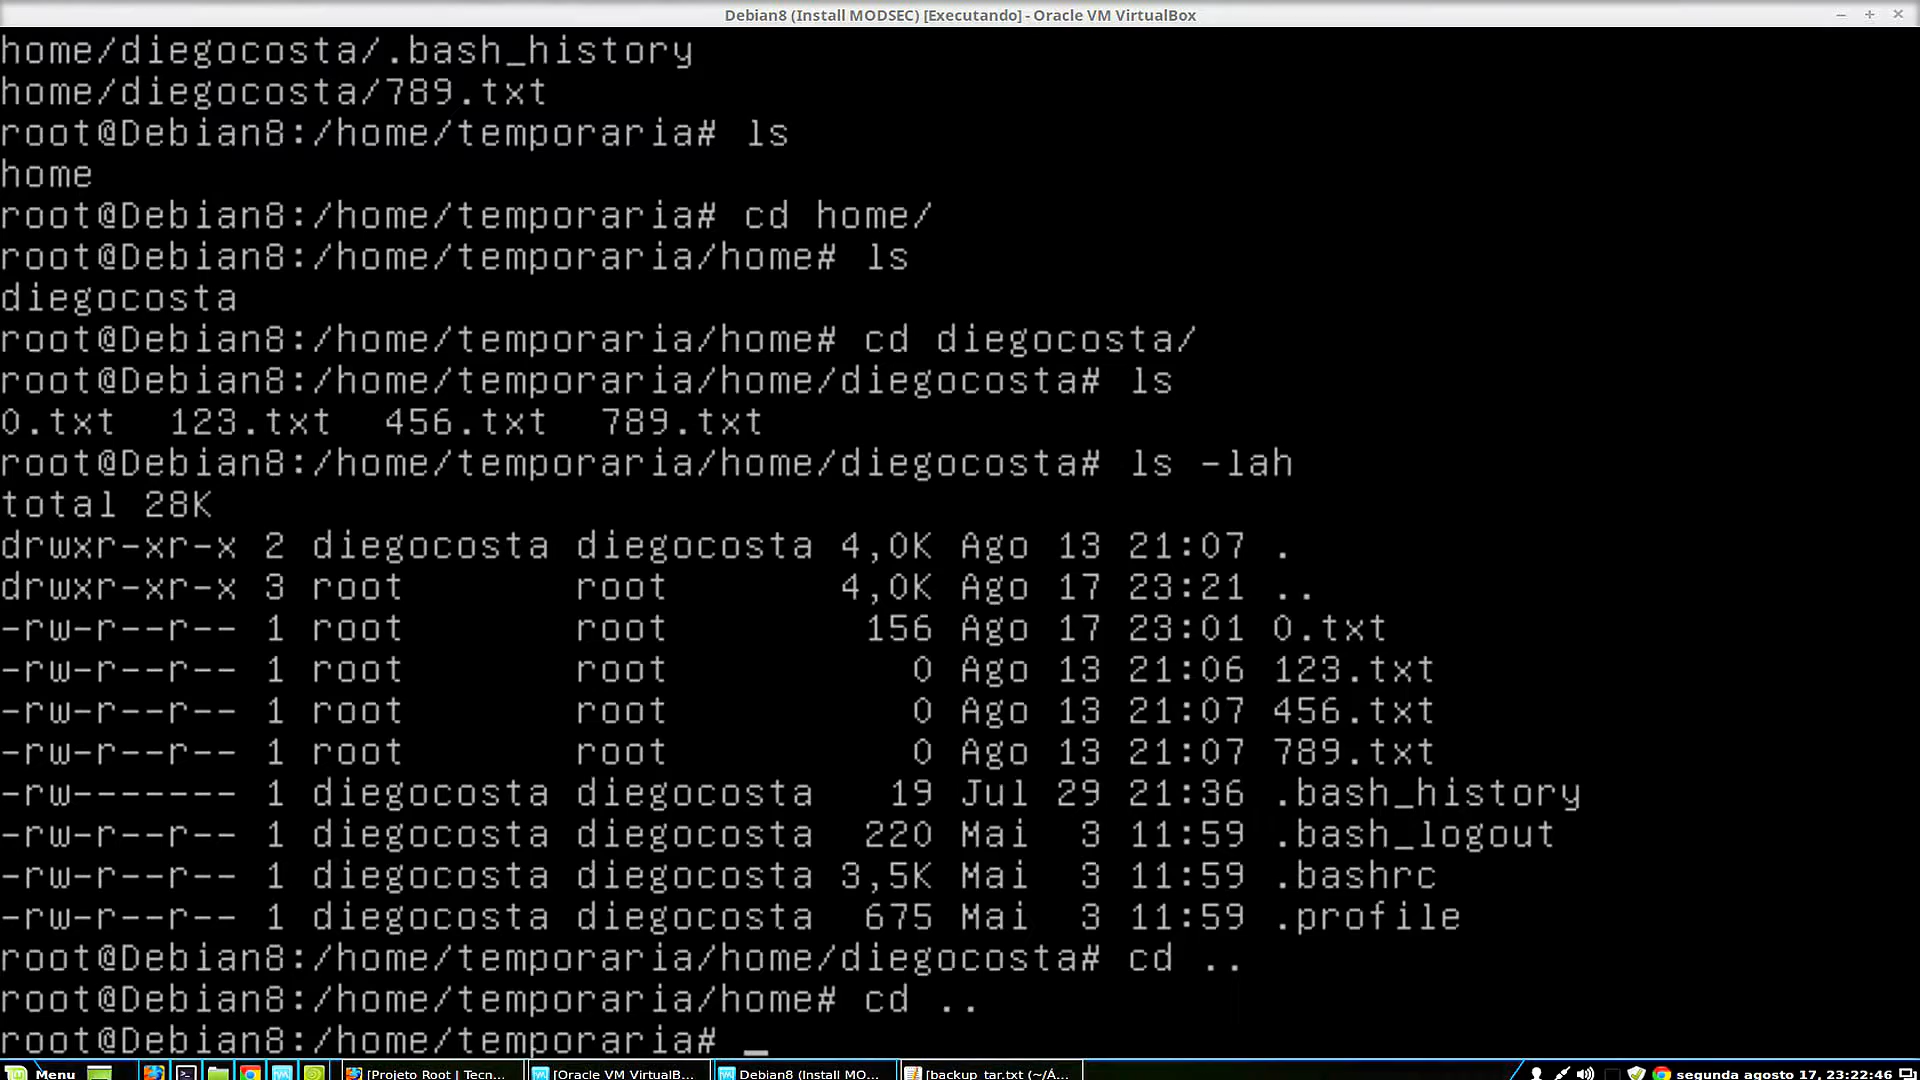 Debian8 (Install MODSEC) [Executando] - Oracle VM VirtualBox
home/diegocosta/.bash_history
home/diegocosta/789.txt
root@Debian8:/home/temporaria# ls
home
root@Debian8:/home/temporaria# cd home/
root@Debian8:/home/temporaria/home# ls
diegocosta
root@Debian8:/home/temporaria/home# cd diegocosta/
root@Debian8:/home/temporaria/home/diegocosta# ls
0.txt  123.txt  456.txt  789.txt
root@Debian8:/home/temporaria/home/diegocosta# ls -lah
total 28K
drwxr-xr-x 2 diegocosta diegocosta 4,0K Ago 13 21:07 .
drwxr-xr-x 3 root       root       4,0K Ago 17 23:21 ..
-rw-r--r-- 1 root       root        156 Ago 17 23:01 0.txt
-rw-r--r-- 1 root       root          0 Ago 13 21:06 123.txt
-rw-r--r-- 1 root       root          0 Ago 13 21:07 456.txt
-rw-r--r-- 1 root       root          0 Ago 13 21:07 789.txt
-rw------- 1 diegocosta diegocosta   19 Jul 29 21:36 .bash_history
-rw-r--r-- 1 diegocosta diegocosta  220 Mai  3 11:59 .bash_logout
-rw-r--r-- 1 diegocosta diegocosta 3,5K Mai  3 11:59 .bashrc
-rw-r--r-- 1 diegocosta diegocosta  675 Mai  3 11:59 .profile
root@Debian8:/home/temporaria/home/diegocosta# cd ..
root@Debian8:/home/temporaria/home# cd ..
root@Debian8:/home/temporaria# _
Menu [Projeto Root | Tecn... [Oracle VM VirtualB... Debian8 (Install MO... [backup_tar.txt (~/Á... segunda agosto 17, 23:22:46